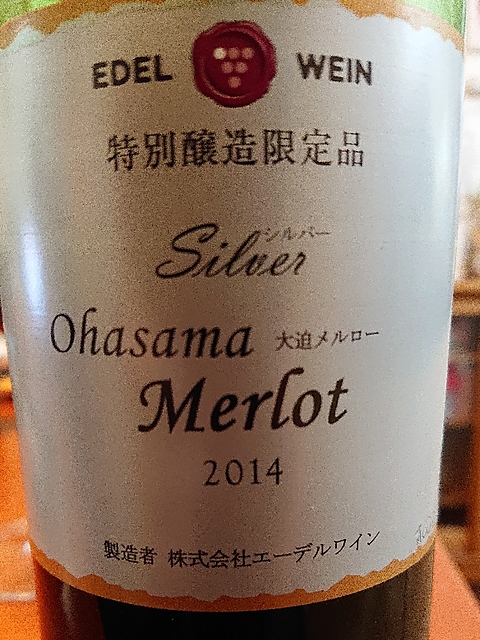 EDEL WEIN
特別醸造限定品
シルバー
Silver
Ohasama 大迫メルロー
Merlot
2014
製造者 株式会社エーデルワイン